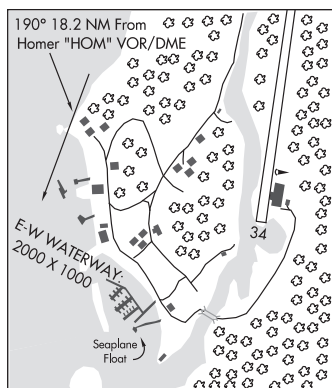 190° 18.2 NM From
Homer "HOM" VOR/DME
E-W WATERWAY:
2000 X 1000
34
Seaplane
Float